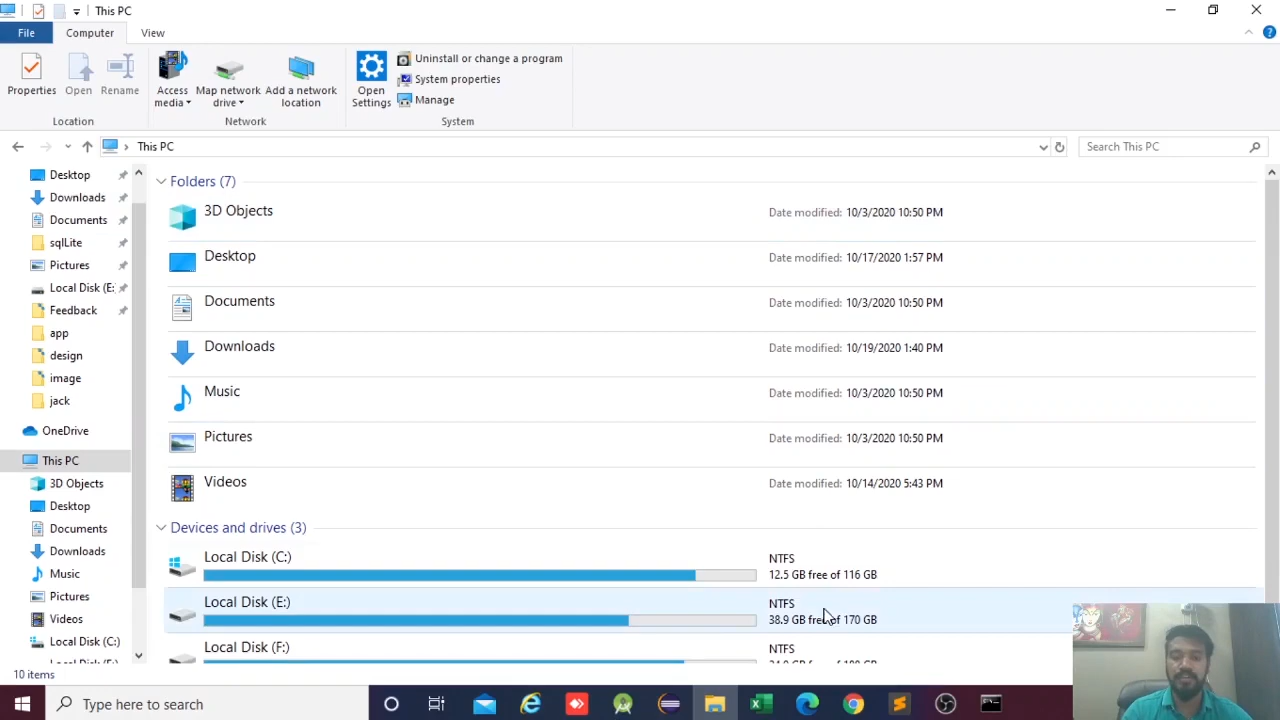 This PC
File
Computer
View
Properties
Open
Rename
Access media
Map network drive
Add a network location
Open Settings
Uninstall or change a program
System properties
Manage
Location
Network
System
This PC
Search This PC
Desktop
Downloads
Documents
sqlLite
Pictures
Local Disk (E:
Feedback
app
design
image
jack
OneDrive
This PC
3D Objects
Desktop
Documents
Downloads
Music
Pictures
Videos
Local Disk (C:)
Folders (7)
3D Objects
Date modified: 10/3/2020 10:50 PM
Desktop
Date modified: 10/17/2020 1:57 PM
Documents
Date modified: 10/3/2020 10:50 PM
Downloads
Date modified: 10/19/2020 1:40 PM
Music
Date modified: 10/3/2020 10:50 PM
Pictures
Date modified: 10/3/2020 10:50 PM
Videos
Date modified: 10/14/2020 5:43 PM
Devices and drives (3)
Local Disk (C:)
NTFS
12.5 GB free of 116 GB
Local Disk (E:)
NTFS
38.9 GB free of 170 GB
Local Disk (F:)
NTFS
10 items
Type here to search